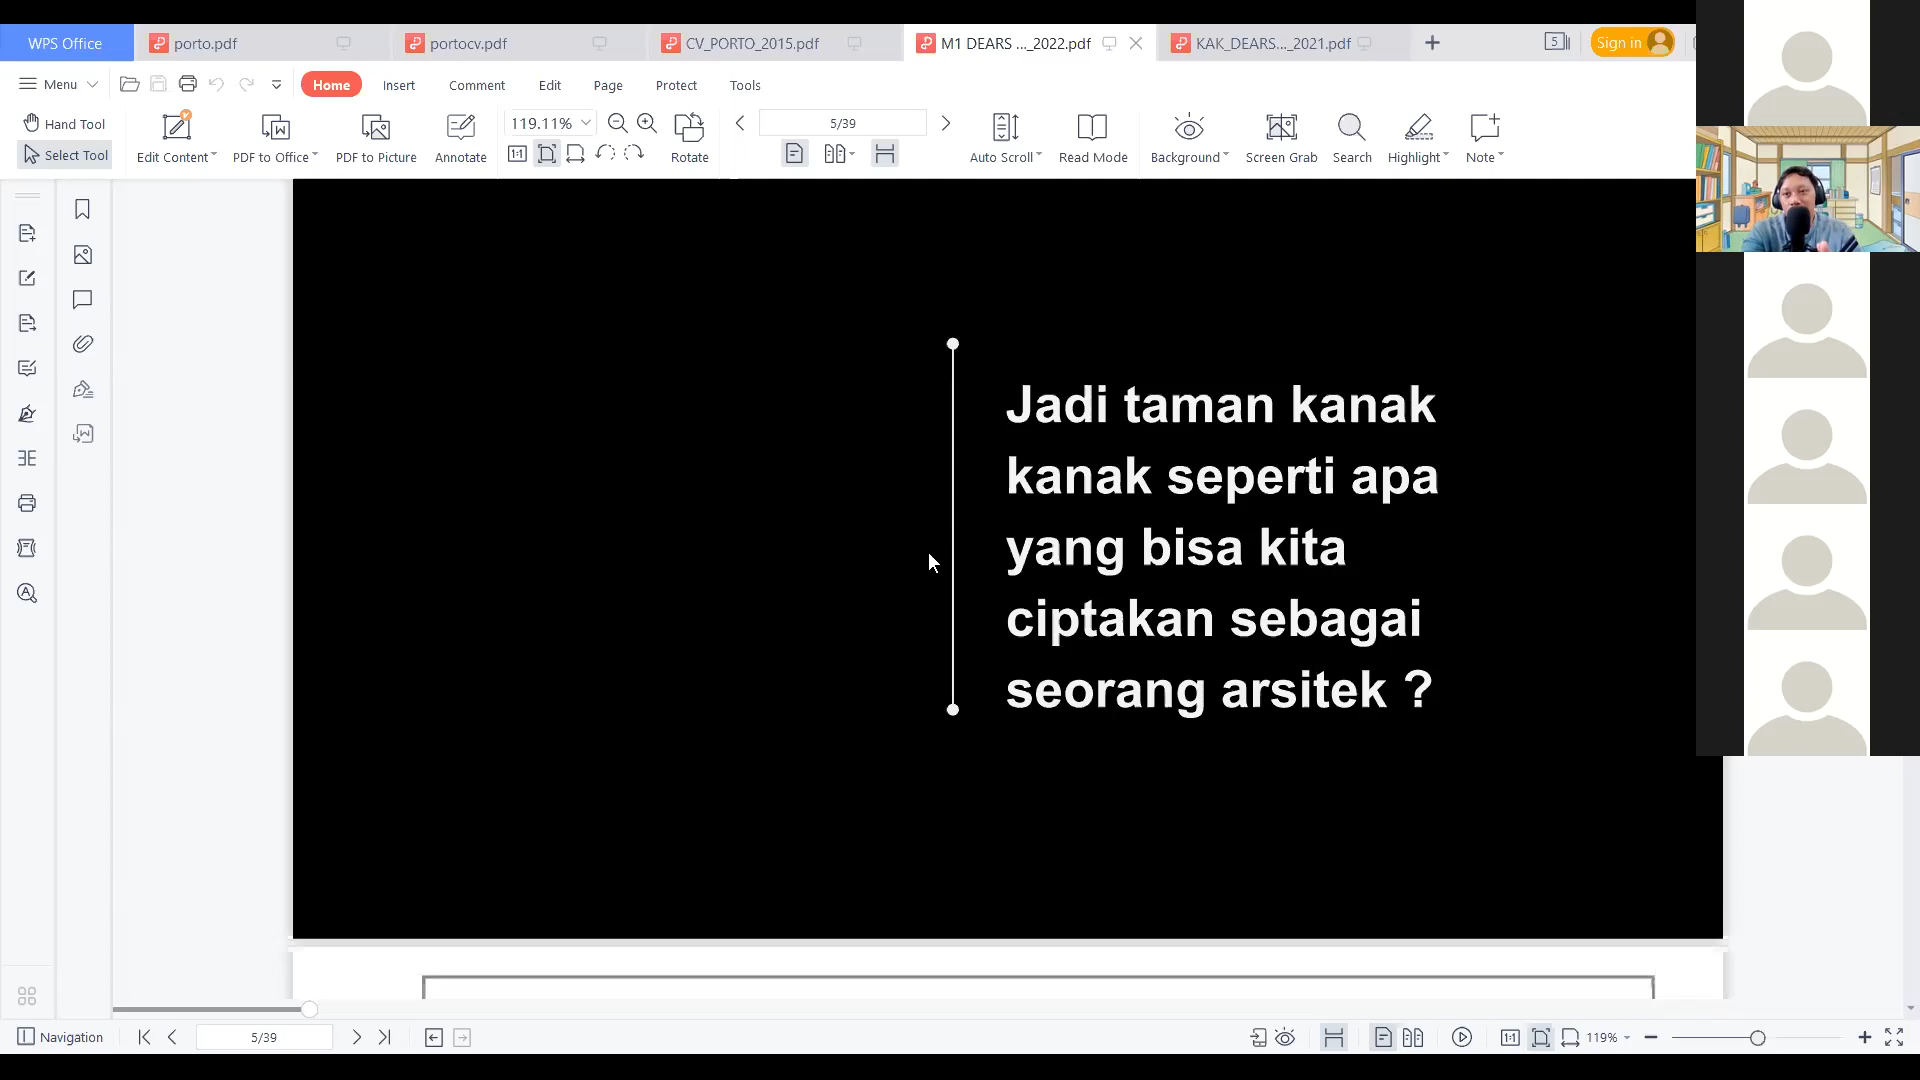 WPS Office
porto.pdf
portocv.pdf
CV_PORTO_2015.pdf
M1 DEARS ..._2022.pdf
KAK_DEARS..._2021.pdf
5
Sign in
Menu
Home
Insert
Comment
Edit
Page
Protect
Tools
Hand Tool
Select Tool
Edit Content
PDF to Office
PDF to Picture
Annotate
119.11%
Rotate
5/39
Auto Scroll
Read Mode
Background
Screen Grab
Search
Highlight
Note
Jadi taman kanak
kanak seperti apa
yang bisa kita
ciptakan sebagai
seorang arsitek ?
Navigation
5/39
119%